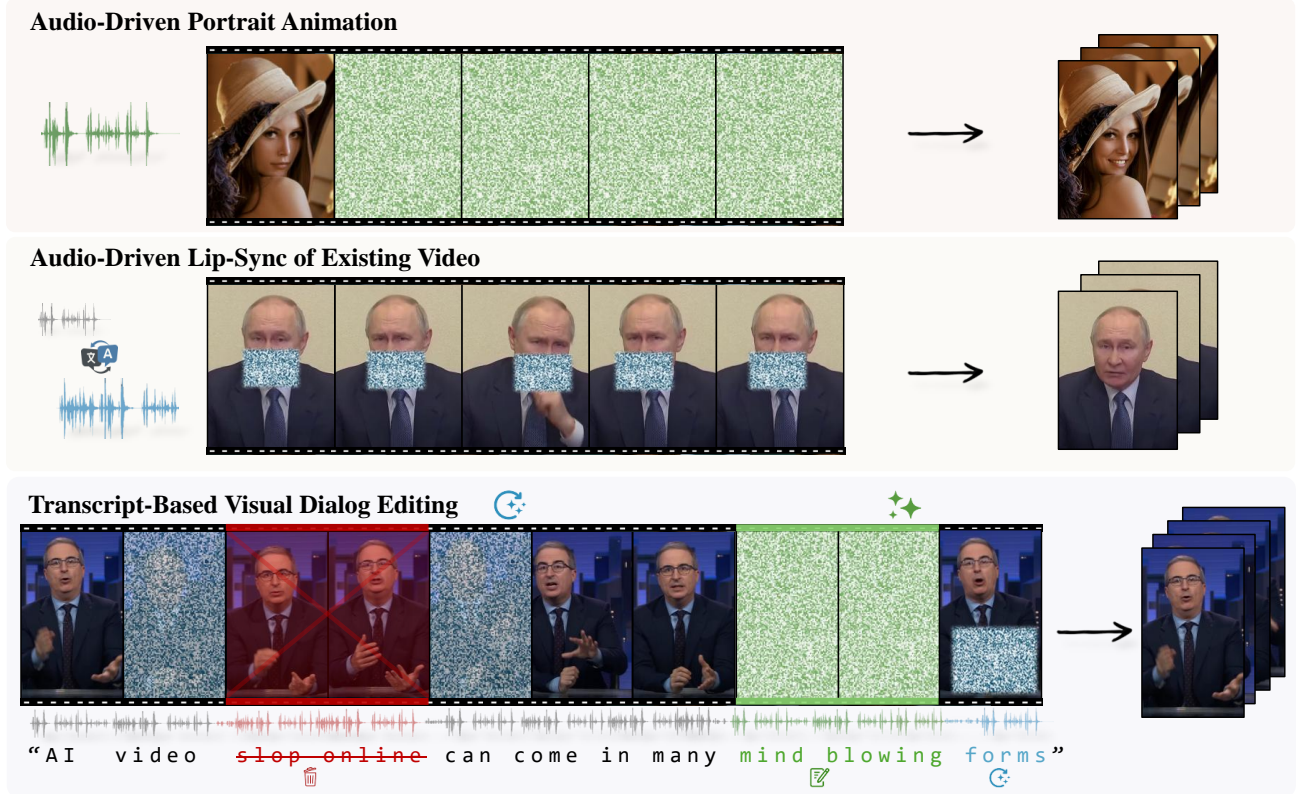 Audio-Driven Portrait Animation
Audio-Driven Lip-Sync of Existing Video
文 A
Transcript-Based Visual Dialog Editing
“AI video slop online can come in many mind blowing forms”